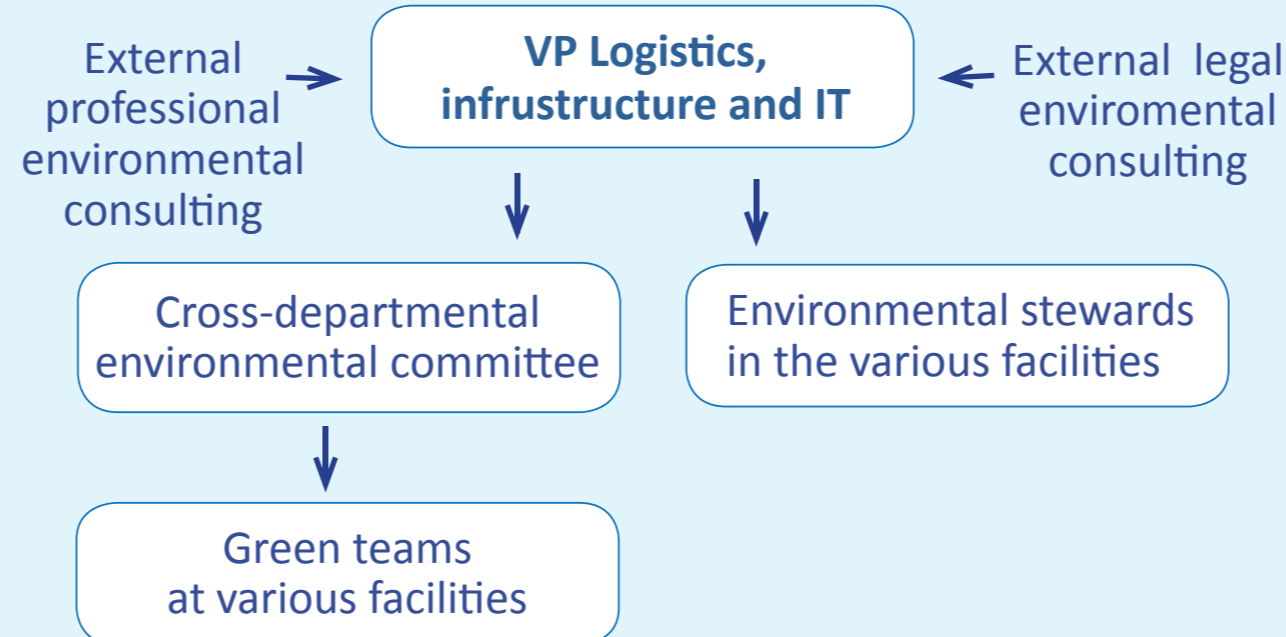 External
professional
environmental
consulting
VP Logistics,
infrustructure and IT
External legal
enviromental
consulting
Cross-departmental
environmental committee
Environmental stewards
in the various facilities
Green teams
at various facilities